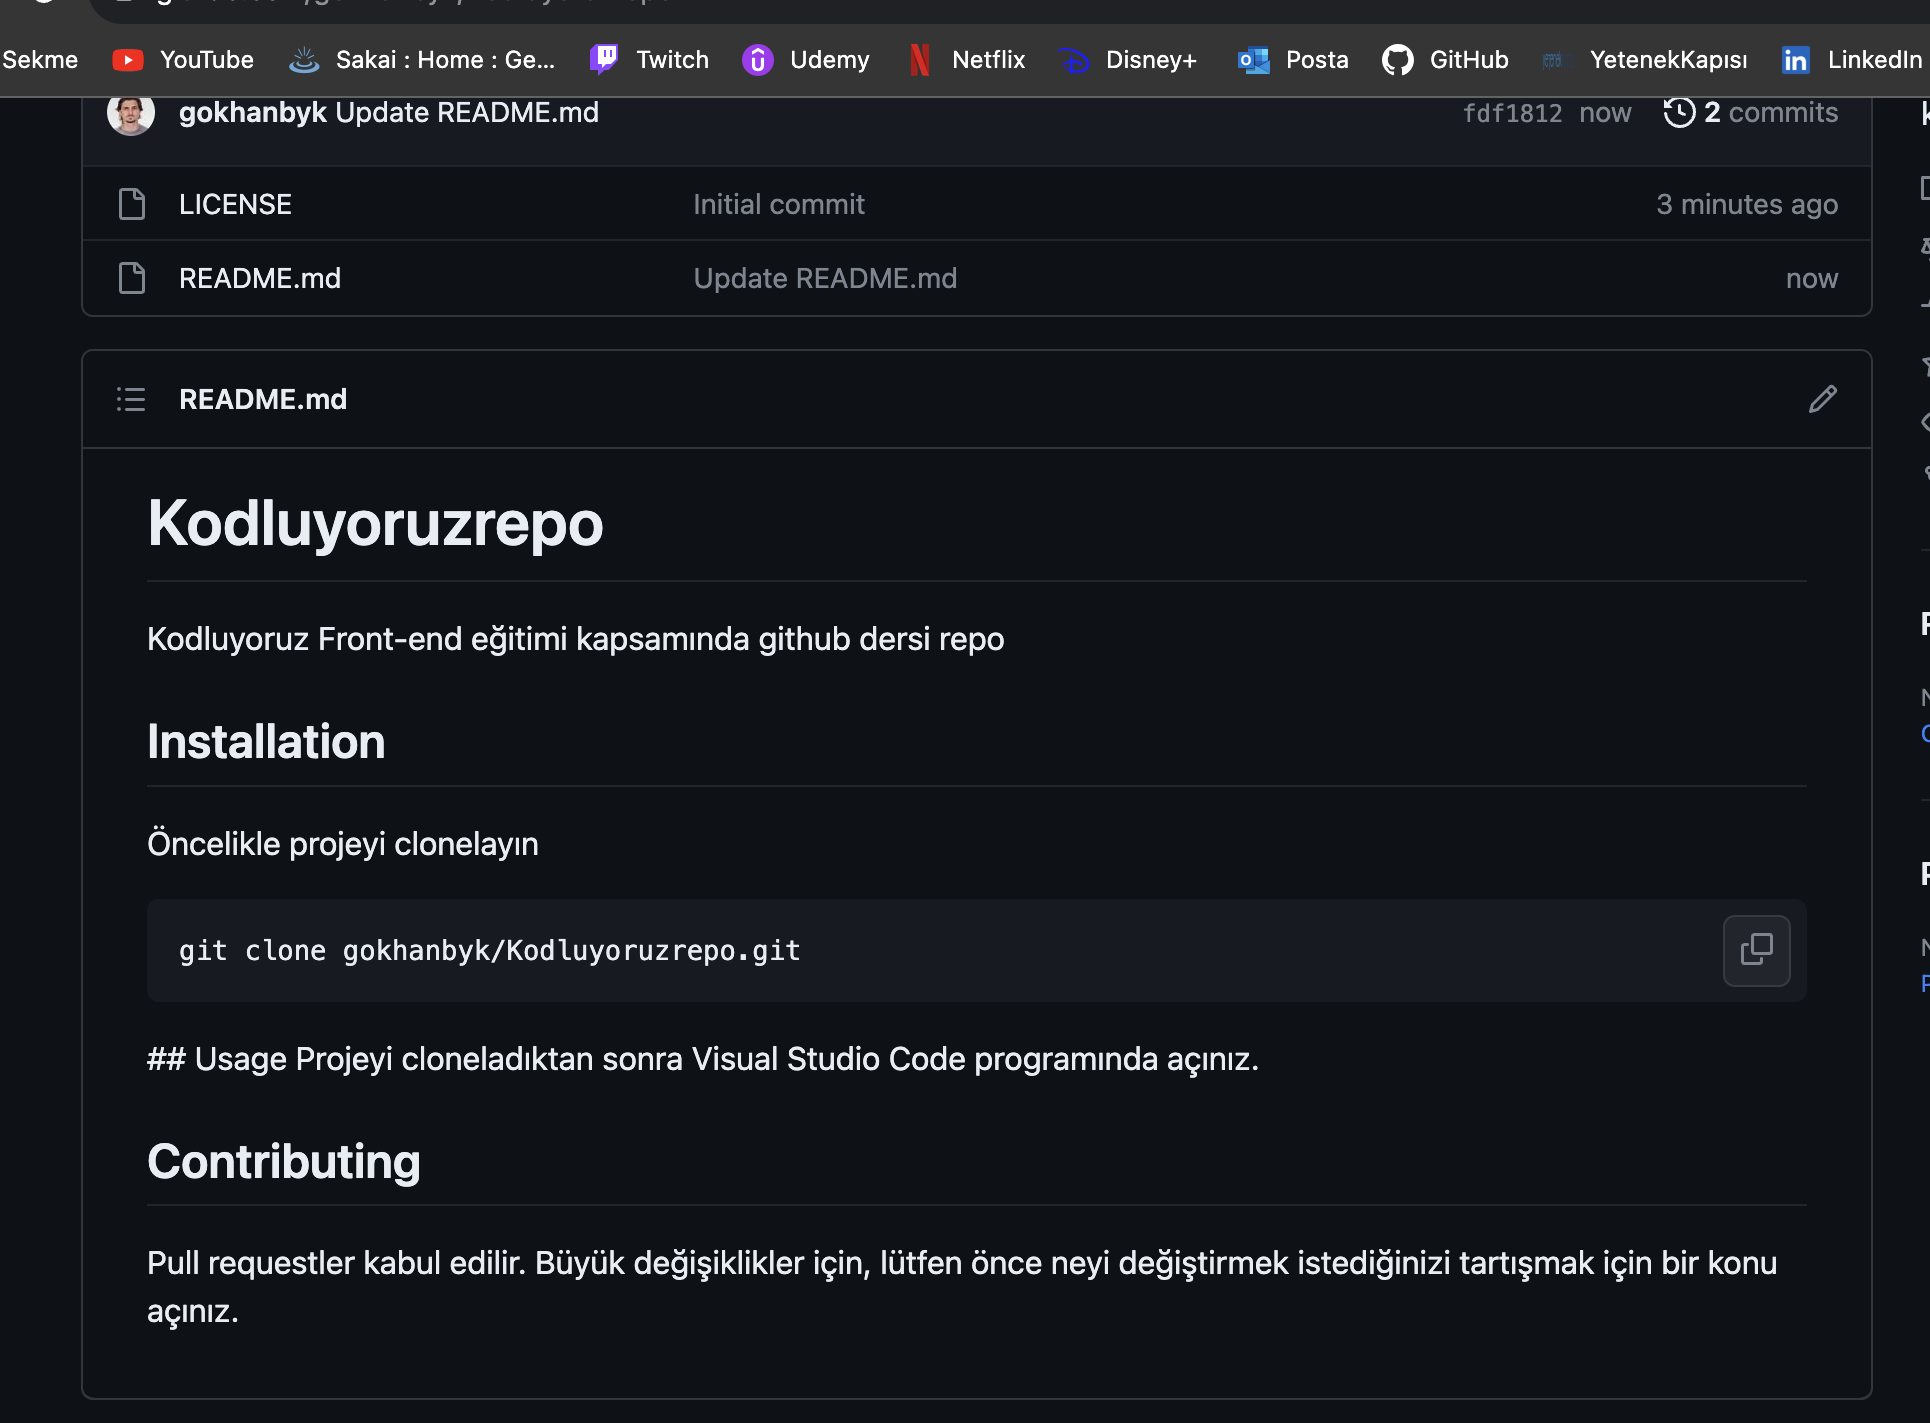 Sekme YouTube Sakai : Home : Ge... Twitch Udemy Netflix Disney+ Posta GitHub YetenekKapısı LinkedIn
gokhanbyk Update README.md fdf1812 now 2 commits
LICENSE Initial commit 3 minutes ago
README.md Update README.md now
README.md
Kodluyoruzrepo
Kodluyoruz Front-end eğitimi kapsamında github dersi repo
Installation
Öncelikle projeyi clonelayın
git clone gokhanbyk/Kodluyoruzrepo.git
## Usage Projeyi cloneladıktan sonra Visual Studio Code programında açınız.
Contributing
Pull requestler kabul edilir. Büyük değişiklikler için, lütfen önce neyi değiştirmek istediğinizi tartışmak için bir konu
açınız.